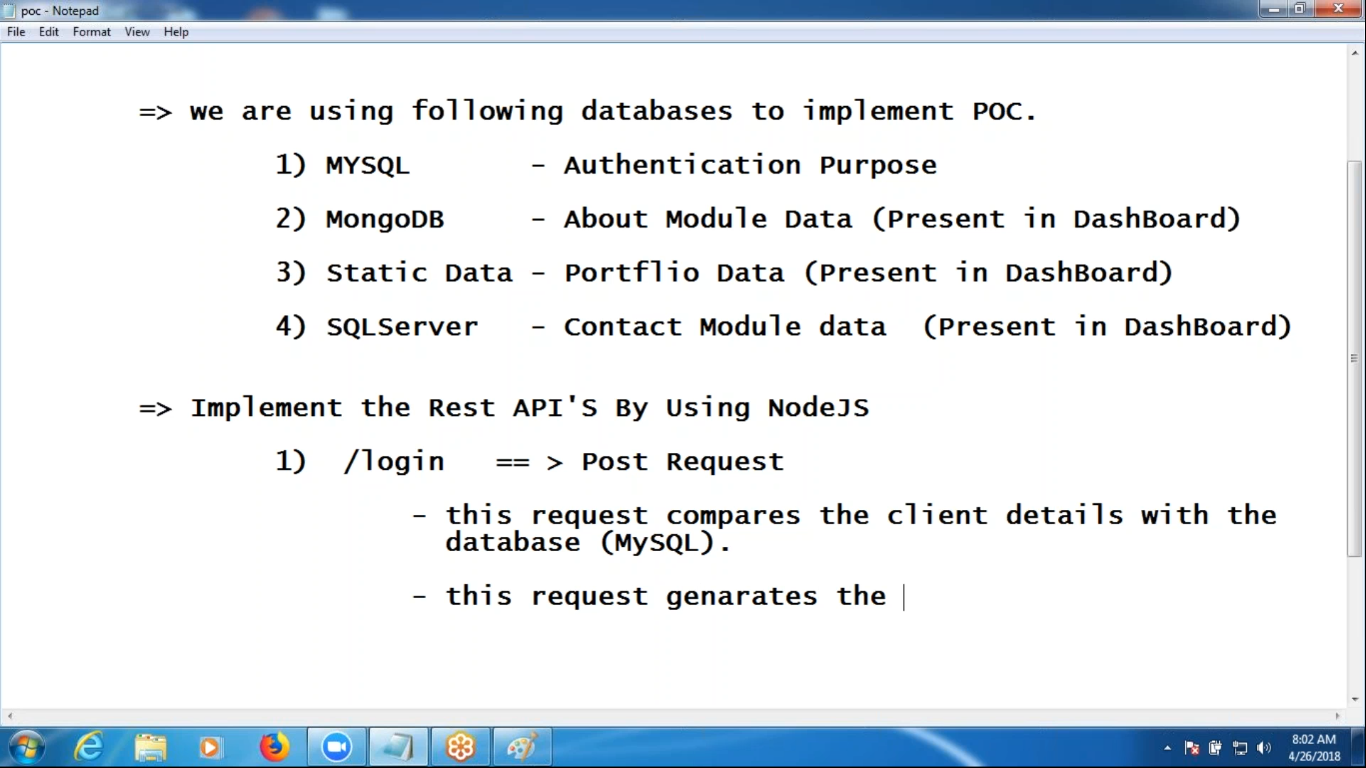 poc - Notepad
File Edit Format View Help
=> we are using following databases to implement POC.
1) MYSQL - Authentication Purpose
2) MongoDB - About Module Data (Present in DashBoard)
3) Static Data - Portflio Data (Present in DashBoard)
4) SQLServer - Contact Module data (Present in DashBoard)
=> Implement the Rest API'S By Using NodeJS
1) /login == > Post Request
- this request compares the client details with the
database (MySQL).
- this request genarates the
8:02 AM
4/26/2018